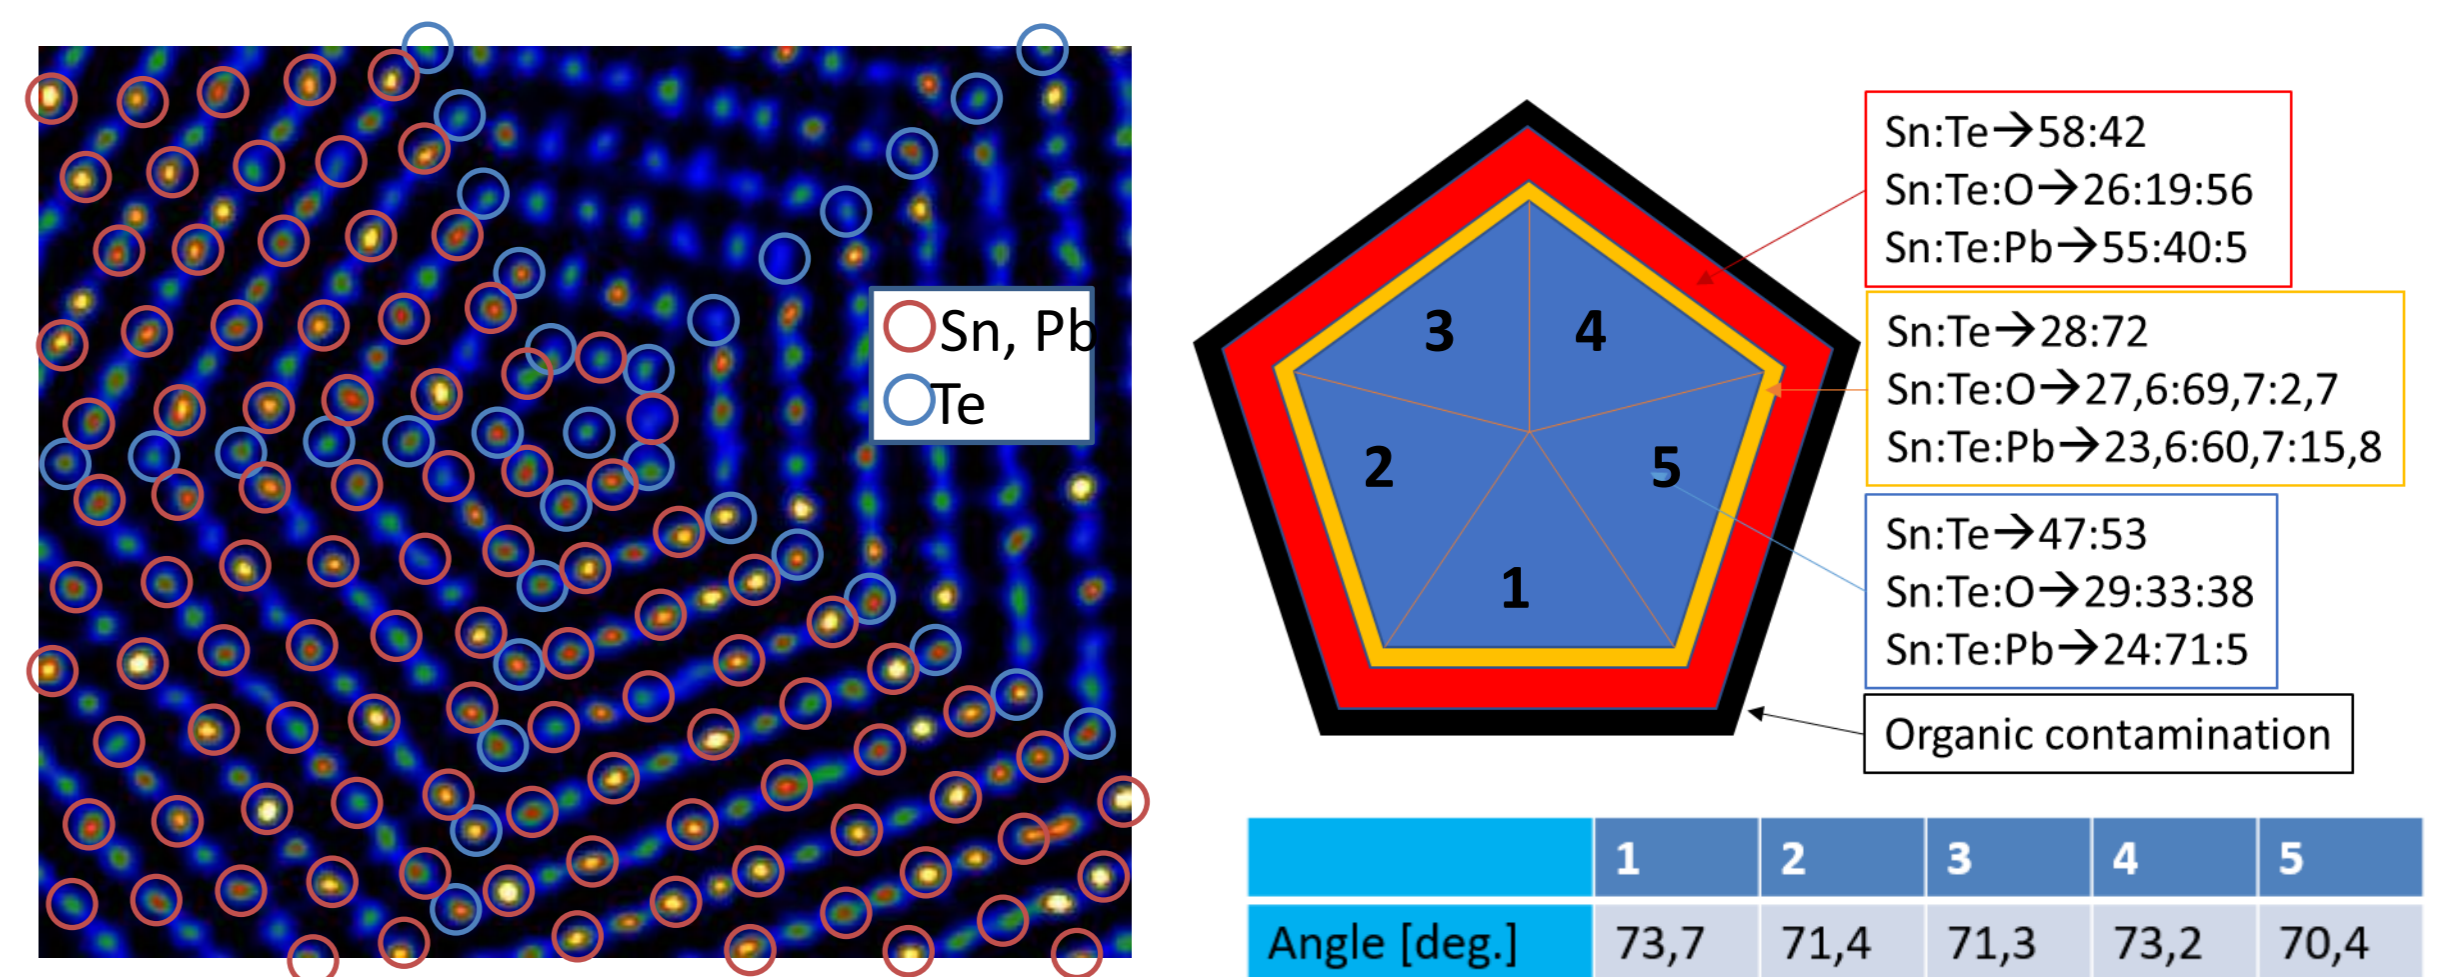 Sn, Pb
Te
3
4
2
5
1
Sn:Te→58:42
Sn:Te:O→26:19:56
Sn:Te:Pb→55:40:5
Sn:Te→28:72
Sn:Te:O→27,6:69,7:2,7
Sn:Te:Pb→23,6:60,7:15,8
Sn:Te→47:53
Sn:Te:O→29:33:38
Sn:Te:Pb→24:71:5
Organic contamination
1 2 3 4 5
Angle [deg.] 73,7 71,4 71,3 73,2 70,4